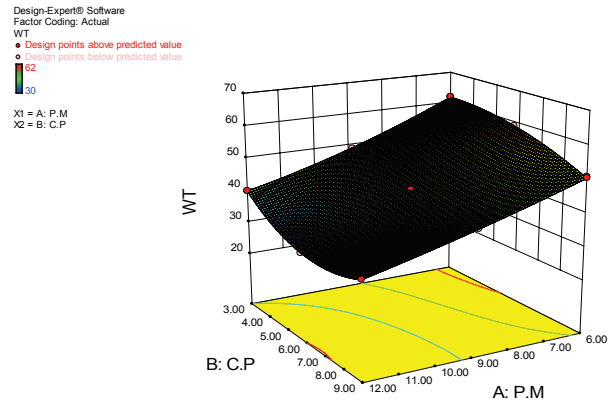 Design-Expert® Software
Factor Coding: Actual
WT
Design points above predicted value
Design points below predicted value
62
30
X1 = A: P.M
X2 = B: C.P
70
60
50
40
30
20
WT
3.00
4.00
5.00
6.00
7.00
8.00
9.00
B: C.P
12.00
11.00
10.00
9.00
8.00
7.00
6.00
A: P.M